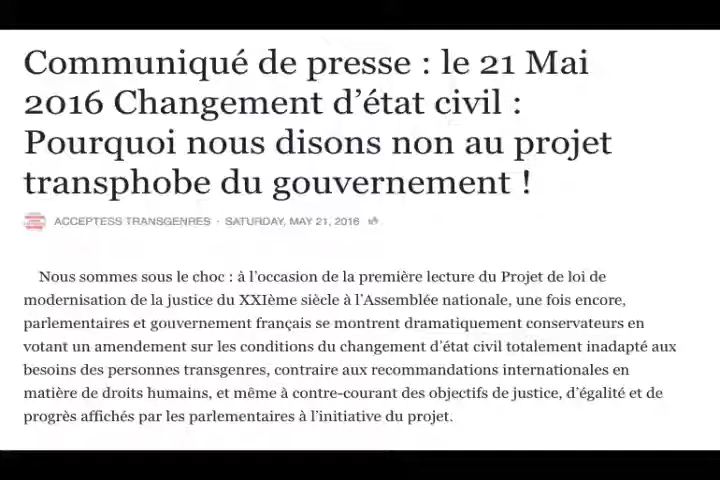 Communiqué de presse : le 21 Mai
2016 Changement d’état civil :
Pourquoi nous disons non au projet
transphobe du gouvernement !
ACCEPTESS TRANSGENRES · SATURDAY, MAY 21, 2016
Nous sommes sous le choc : à l’occasion de la première lecture du Projet de loi de
modernisation de la justice du XXIème siècle à l’Assemblée nationale, une fois encore,
parlementaires et gouvernement français se montrent dramatiquement conservateurs en
votant un amendement sur les conditions du changement d’état civil totalement inadapté aux
besoins des personnes transgenres, contraire aux recommandations internationales en
matière de droits humains, et même à contre-courant des objectifs de justice, d’égalité et de
progrès affichés par les parlementaires à l’initiative du projet.